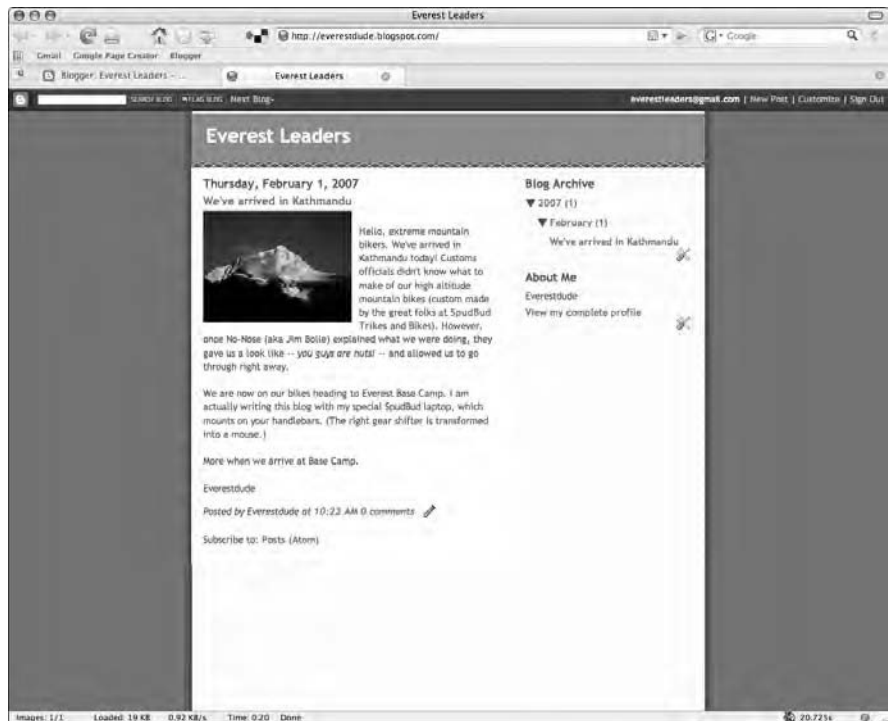 Everest Leaders
http://everestdude.blogspot.com/
Google
Gmail Google Page Creator Blogger
Blogger: Everest Leaders - ... Everest Leaders
SEARCH BLOG FLAG BLOG Next Blog»
everestleaders@gmail.com | New Post | Customize | Sign Out
Everest Leaders
Thursday, February 1, 2007
We've arrived in Kathmandu
Hello, extreme mountain
bikers. We've arrived in
Kathmandu today! Customs
officials didn't know what to
make of our high altitude
mountain bikes (custom made
by the great folks at SpudBud
Trikes and Bikes). However,
once No-Nose (aka Jim Bolle) explained what we were doing, they
gave us a look like -- you guys are nuts! -- and allowed us to go
through right away.
We are now on our bikes heading to Everest Base Camp. I am
actually writing this blog with my special SpudBud laptop, which
mounts on your handlebars. (The right gear shifter is transformed
into a mouse.)
More when we arrive at Base Camp.
Everestdude
Posted by Everestdude at 10:22 AM 0 comments
Subscribe to: Posts (Atom)
Blog Archive
▼ 2007 (1)
▼ February (1)
We've arrived in Kathmandu
About Me
Everestdude
View my complete profile
Images: 1/1 Loaded: 19 KB 0.92 KB/s Time: 0:20 Done 20.725s